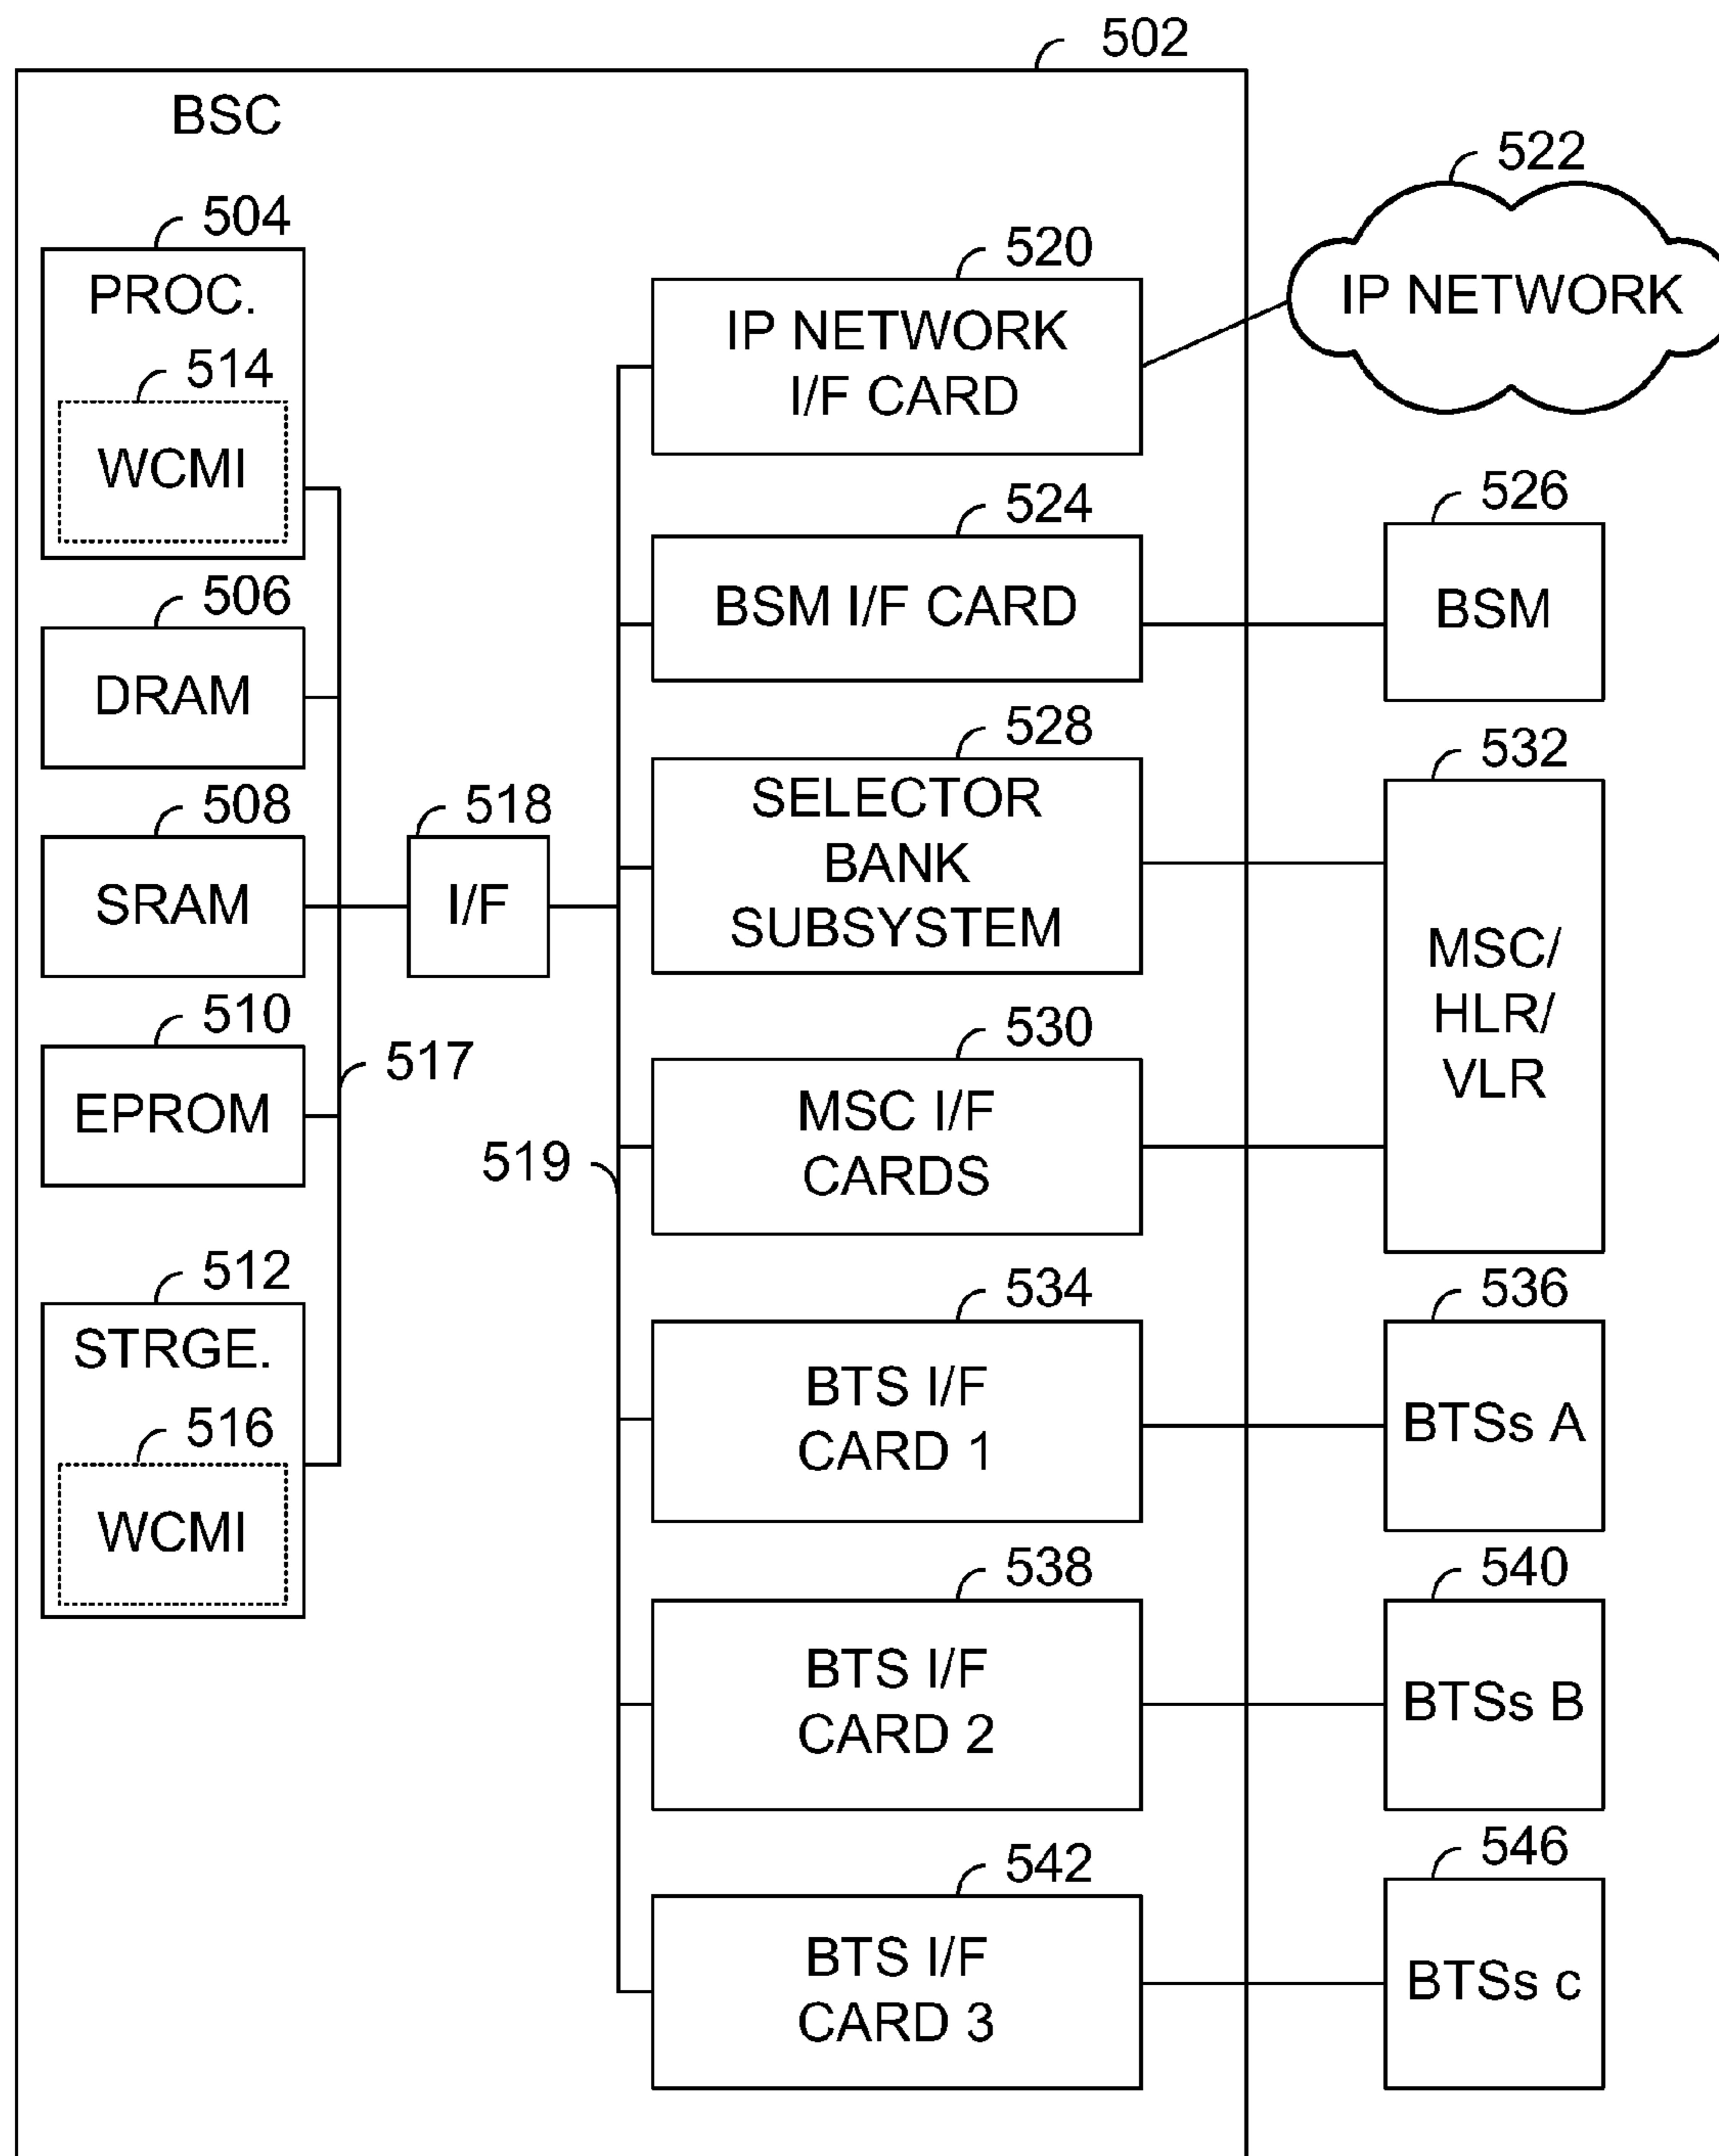 502
BSC
522
IP NETWORK
504
PROC.
514
WCMI
520
IP NETWORK
I/F CARD
524
BSM I/F CARD
526
BSM
506
DRAM
528
SELECTOR
BANK
SUBSYSTEM
532
MSC/
HLR/
VLR
508
SRAM
518
I/F
510
EPROM
517
519
530
MSC I/F
CARDS
512
STRGE.
516
WCMI
534
BTS I/F
CARD 1
536
BTSs A
538
BTS I/F
CARD 2
540
BTSs B
542
BTS I/F
CARD 3
546
BTSs c